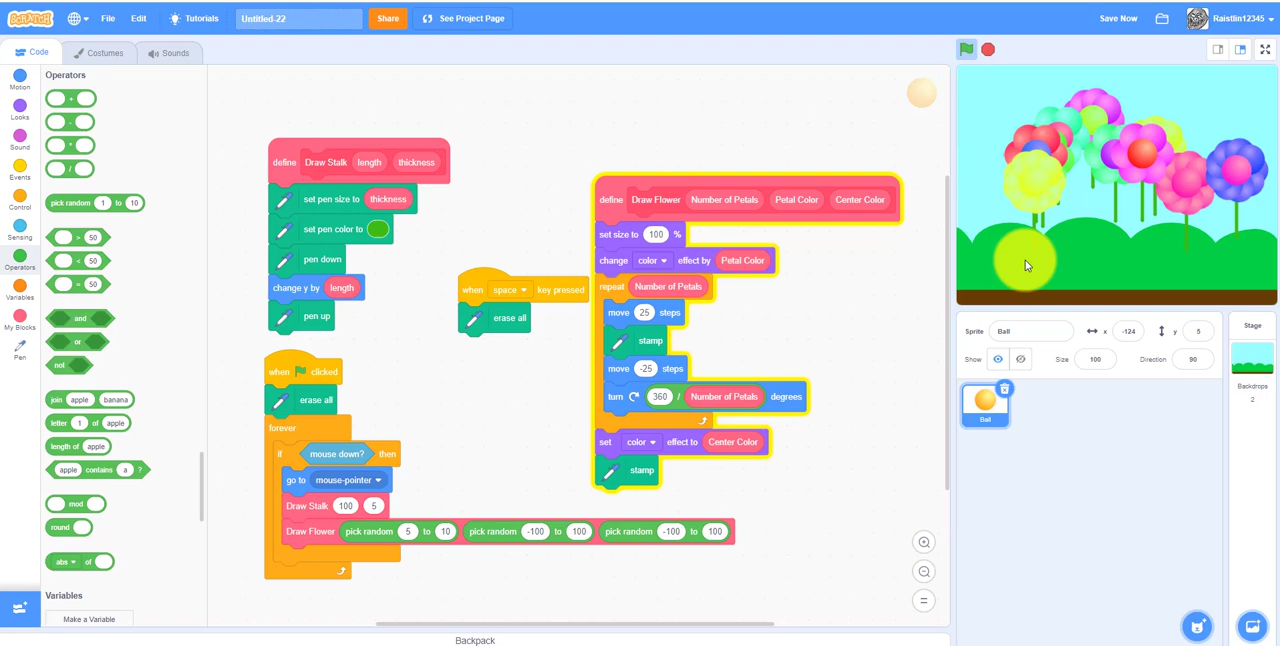 SCRATCH File Edit Tutorials Untitled-22 Share See Project Page Save Now Raistlin12345
Code Costumes Sounds
Motion
Looks
Sound
Events
Control
Sensing
Operators
Variables
My Blocks
Pen
Operators
+
-
*
/
pick random 1 to 10
> 50
< 50
= 50
and
or
not
join apple banana
letter 1 of apple
length of apple
apple contains a ?
mod
round
abs of
Variables
Make a Variable
define Draw Stalk length thickness
set pen size to thickness
set pen color to
pen down
change y by length
pen up
when clicked
erase all
forever
if mouse down? then
go to mouse-pointer
Draw Stalk 100 5
Draw Flower pick random 5 to 10 pick random -100 to 100 pick random -100 to 100
when space key pressed
erase all
define Draw Flower Number of Petals Petal Color Center Color
set size to 100 %
change color effect by Petal Color
repeat Number of Petals
move 25 steps
stamp
move -25 steps
turn 360 / Number of Petals degrees
set color effect to Center Color
stamp
=
Backpack
Sprite Ball x -124 y 5
Show Size 100 Direction 90
Ball
Stage
Backdrops
2